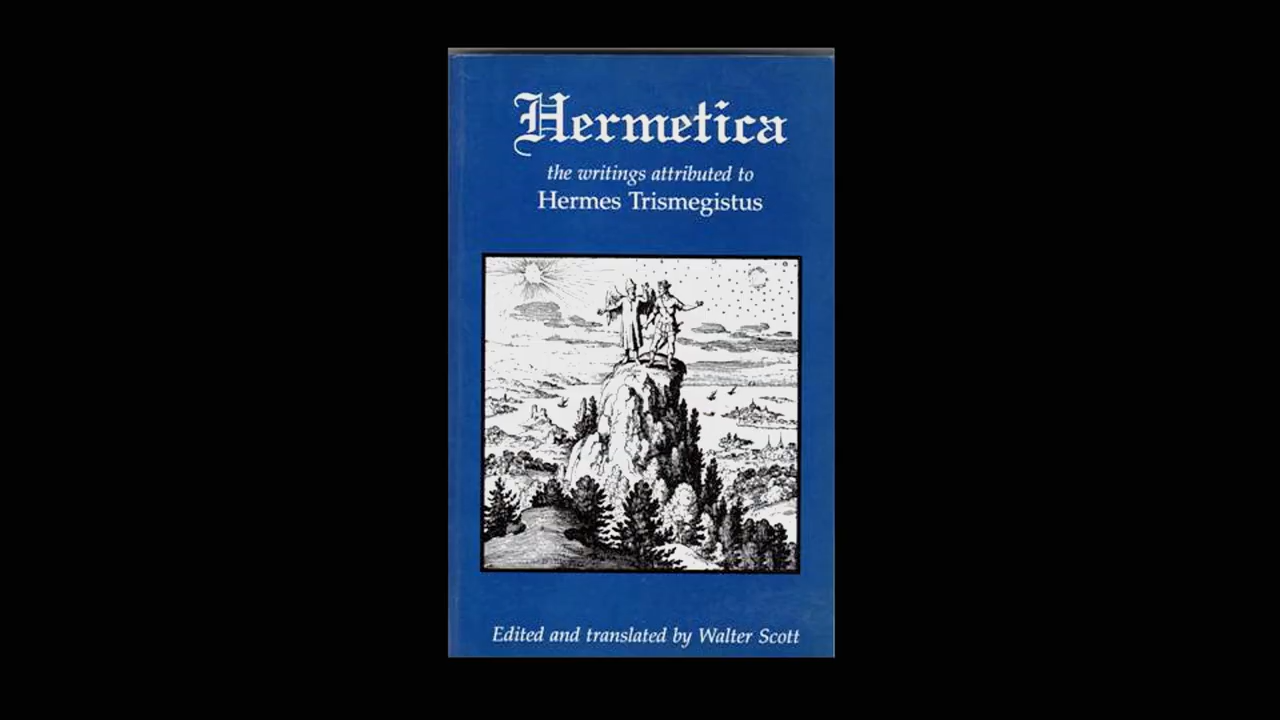 Hermetica
the writings attributed to
Hermes Trismegistus
Edited and translated by Walter Scott